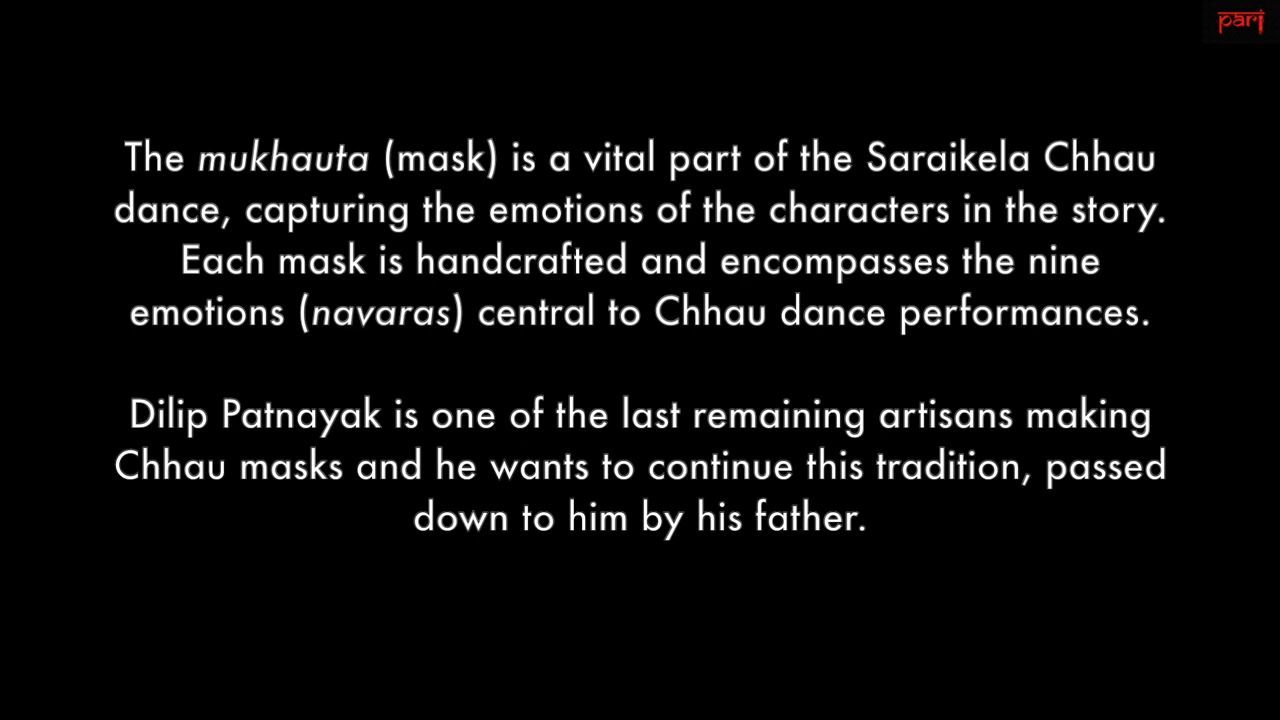 pari
The mukhauta (mask) is a vital part of the Saraikela Chhau
dance, capturing the emotions of the characters in the story.
Each mask is handcrafted and encompasses the nine
emotions (navaras) central to Chhau dance performances.
Dilip Patnayak is one of the last remaining artisans making
Chhau masks and he wants to continue this tradition, passed
down to him by his father.